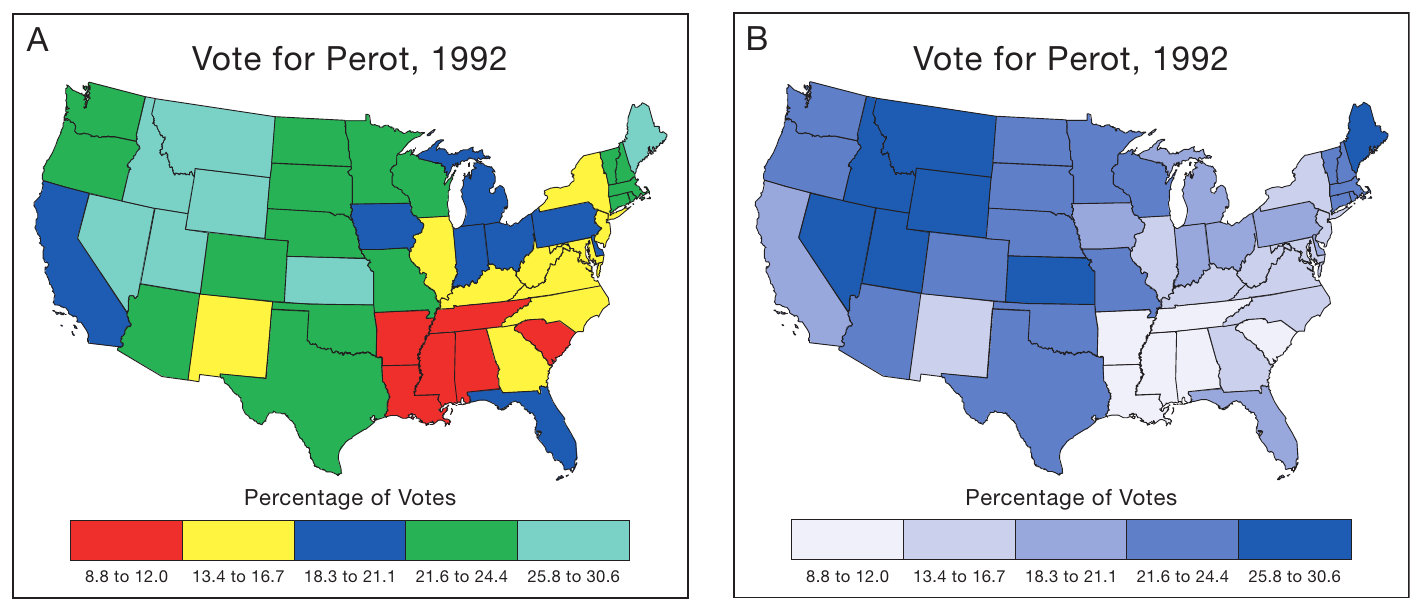 A
Vote for Perot, 1992
Percentage of Votes
8.8 to 12.0 13.4 to 16.7 18.3 to 21.1 21.6 to 24.4 25.8 to 30.6
B
Vote for Perot, 1992
Percentage of Votes
8.8 to 12.0 13.4 to 16.7 18.3 to 21.1 21.6 to 24.4 25.8 to 30.6